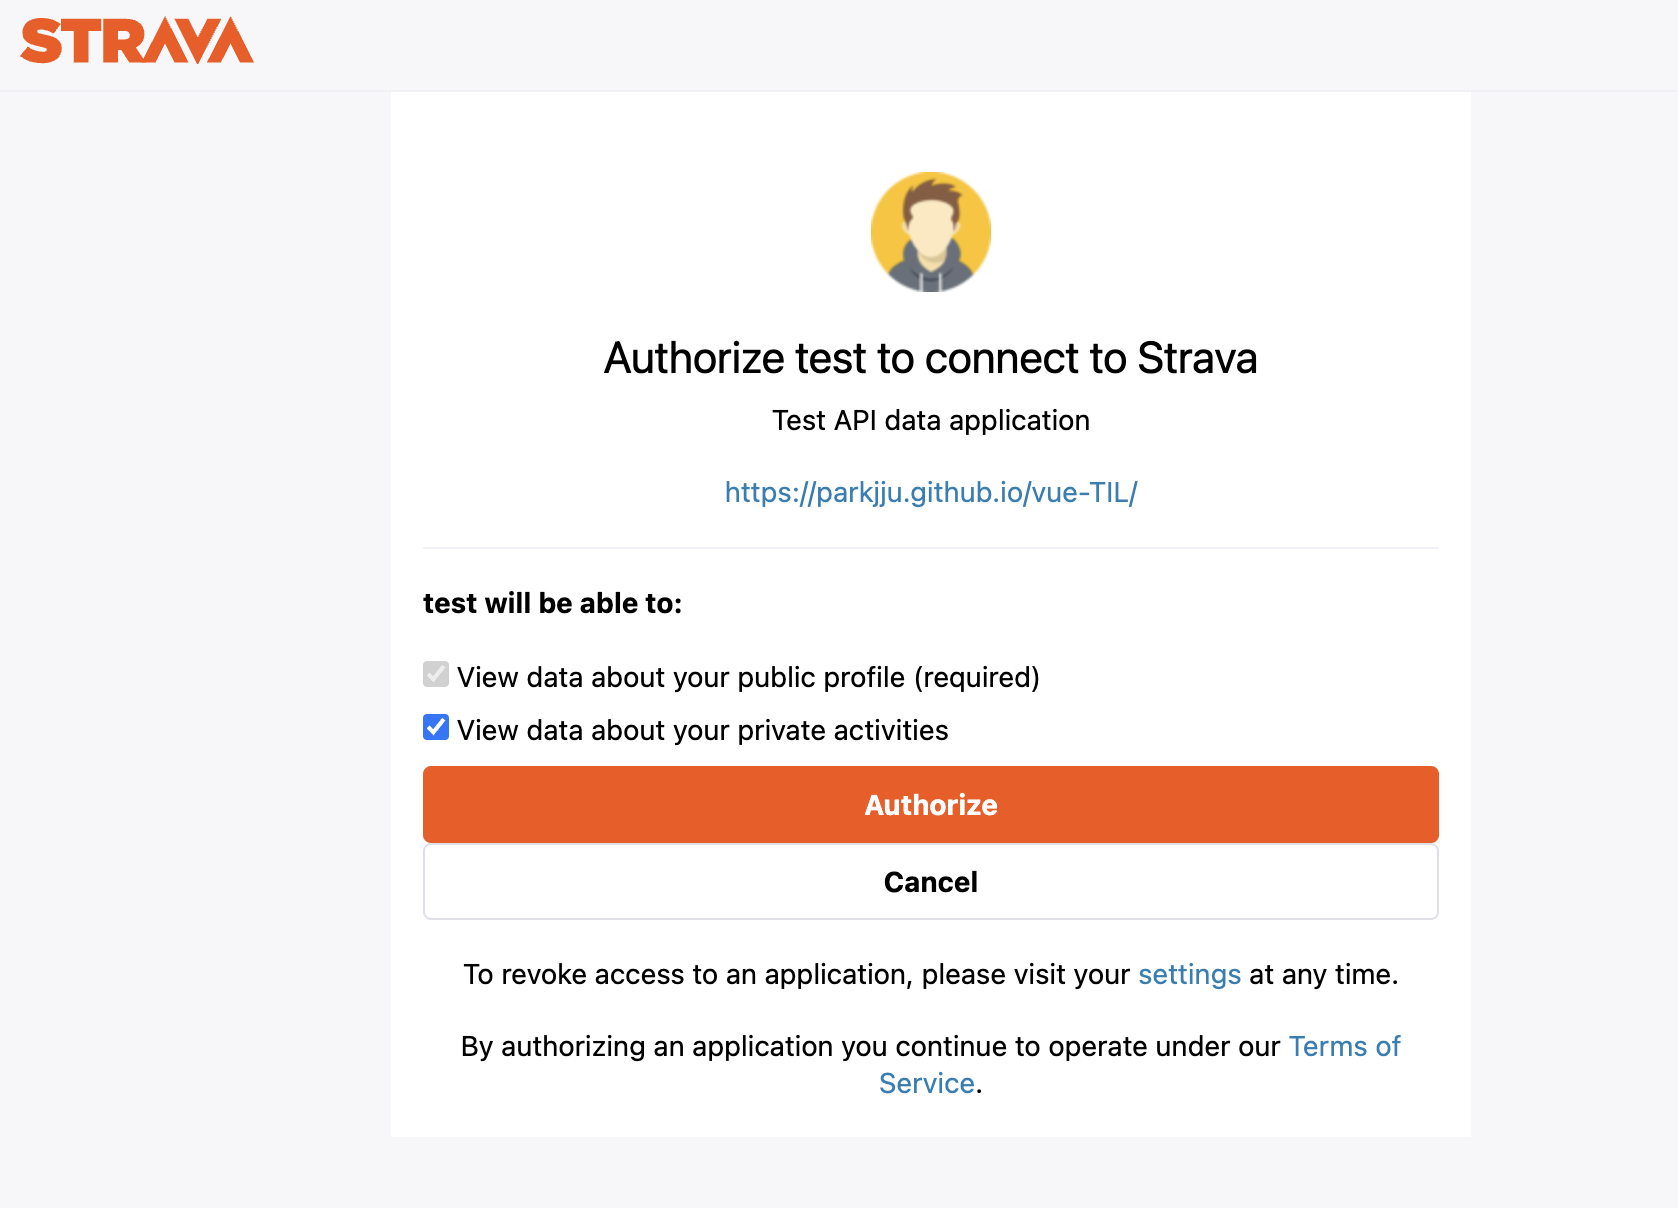 STRAVA
Authorize test to connect to Strava
Test API data application
https://parkjju.github.io/vue-TIL/
test will be able to:
View data about your public profile (required)
View data about your private activities
Authorize
Cancel
To revoke access to an application, please visit your settings at any time.
By authorizing an application you continue to operate under our Terms of
Service.